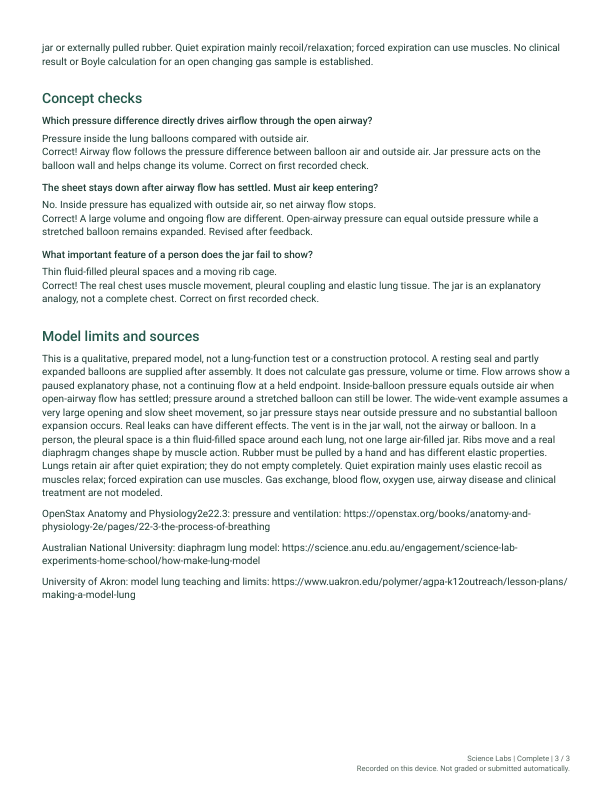 jar or externally pulled rubber. Quiet expiration mainly recoil/relaxation; forced expiration can use muscles. No clinical
result or Boyle calculation for an open changing gas sample is established.
Concept checks
Which pressure difference directly drives airflow through the open airway?
Pressure inside the lung balloons compared with outside air.
Correct! Airway flow follows the pressure difference between balloon air and outside air. Jar pressure acts on the
balloon wall and helps change its volume. Correct on first recorded check.
The sheet stays down after airway flow has settled. Must air keep entering?
No. Inside pressure has equalized with outside air, so net airway flow stops.
Correct! A large volume and ongoing flow are different. Open-airway pressure can equal outside pressure while a
stretched balloon remains expanded. Revised after feedback.
What important feature of a person does the jar fail to show?
Thin fluid-filled pleural spaces and a moving rib cage.
Correct! The real chest uses muscle movement, pleural coupling and elastic lung tissue. The jar is an explanatory
analogy, not a complete chest. Correct on first recorded check.
Model limits and sources
This is a qualitative, prepared model, not a lung-function test or a construction protocol. A resting seal and partly
expanded balloons are supplied after assembly. It does not calculate gas pressure, volume or time. Flow arrows show a
paused explanatory phase, not a continuing flow at a held endpoint. Inside-balloon pressure equals outside air when
open-airway flow has settled; pressure around a stretched balloon can still be lower. The wide-vent example assumes a
very large opening and slow sheet movement, so jar pressure stays near outside pressure and no substantial balloon
expansion occurs. Real leaks can have different effects. The vent is in the jar wall, not the airway or balloon. In a
person, the pleural space is a thin fluid-filled space around each lung, not one large air-filled jar. Ribs move and a real
diaphragm changes shape by muscle action. Rubber must be pulled by a hand and has different elastic properties.
Lungs retain air after quiet expiration; they do not empty completely. Quiet expiration mainly uses elastic recoil as
muscles relax; forced expiration can use muscles. Gas exchange, blood flow, oxygen use, airway disease and clinical
treatment are not modeled.
OpenStax Anatomy and Physiology2e22.3: pressure and ventilation: https://openstax.org/books/anatomy-and-
physiology-2e/pages/22-3-the-process-of-breathing
Australian National University: diaphragm lung model: https://science.anu.edu.au/engagement/science-lab-
experiments-home-school/how-make-lung-model
University of Akron: model lung teaching and limits: https://www.uakron.edu/polymer/agpa-k12outreach/lesson-plans/
making-a-model-lung
Science Labs | Complete | 3 / 3
Recorded on this device. Not graded or submitted automatically.